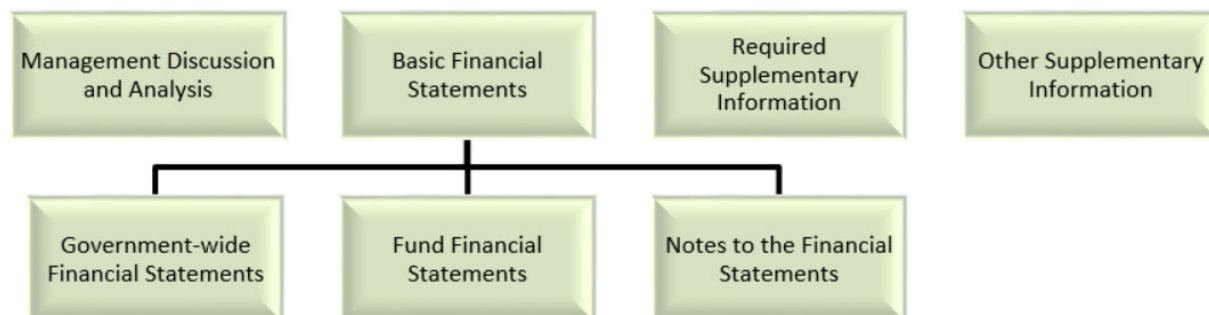 Management Discussion
and Analysis
Basic Financial
Statements
Required
Supplementary
Information
Other Supplementary
Information
Government-wide
Financial Statements
Fund Financial
Statements
Notes to the Financial
Statements